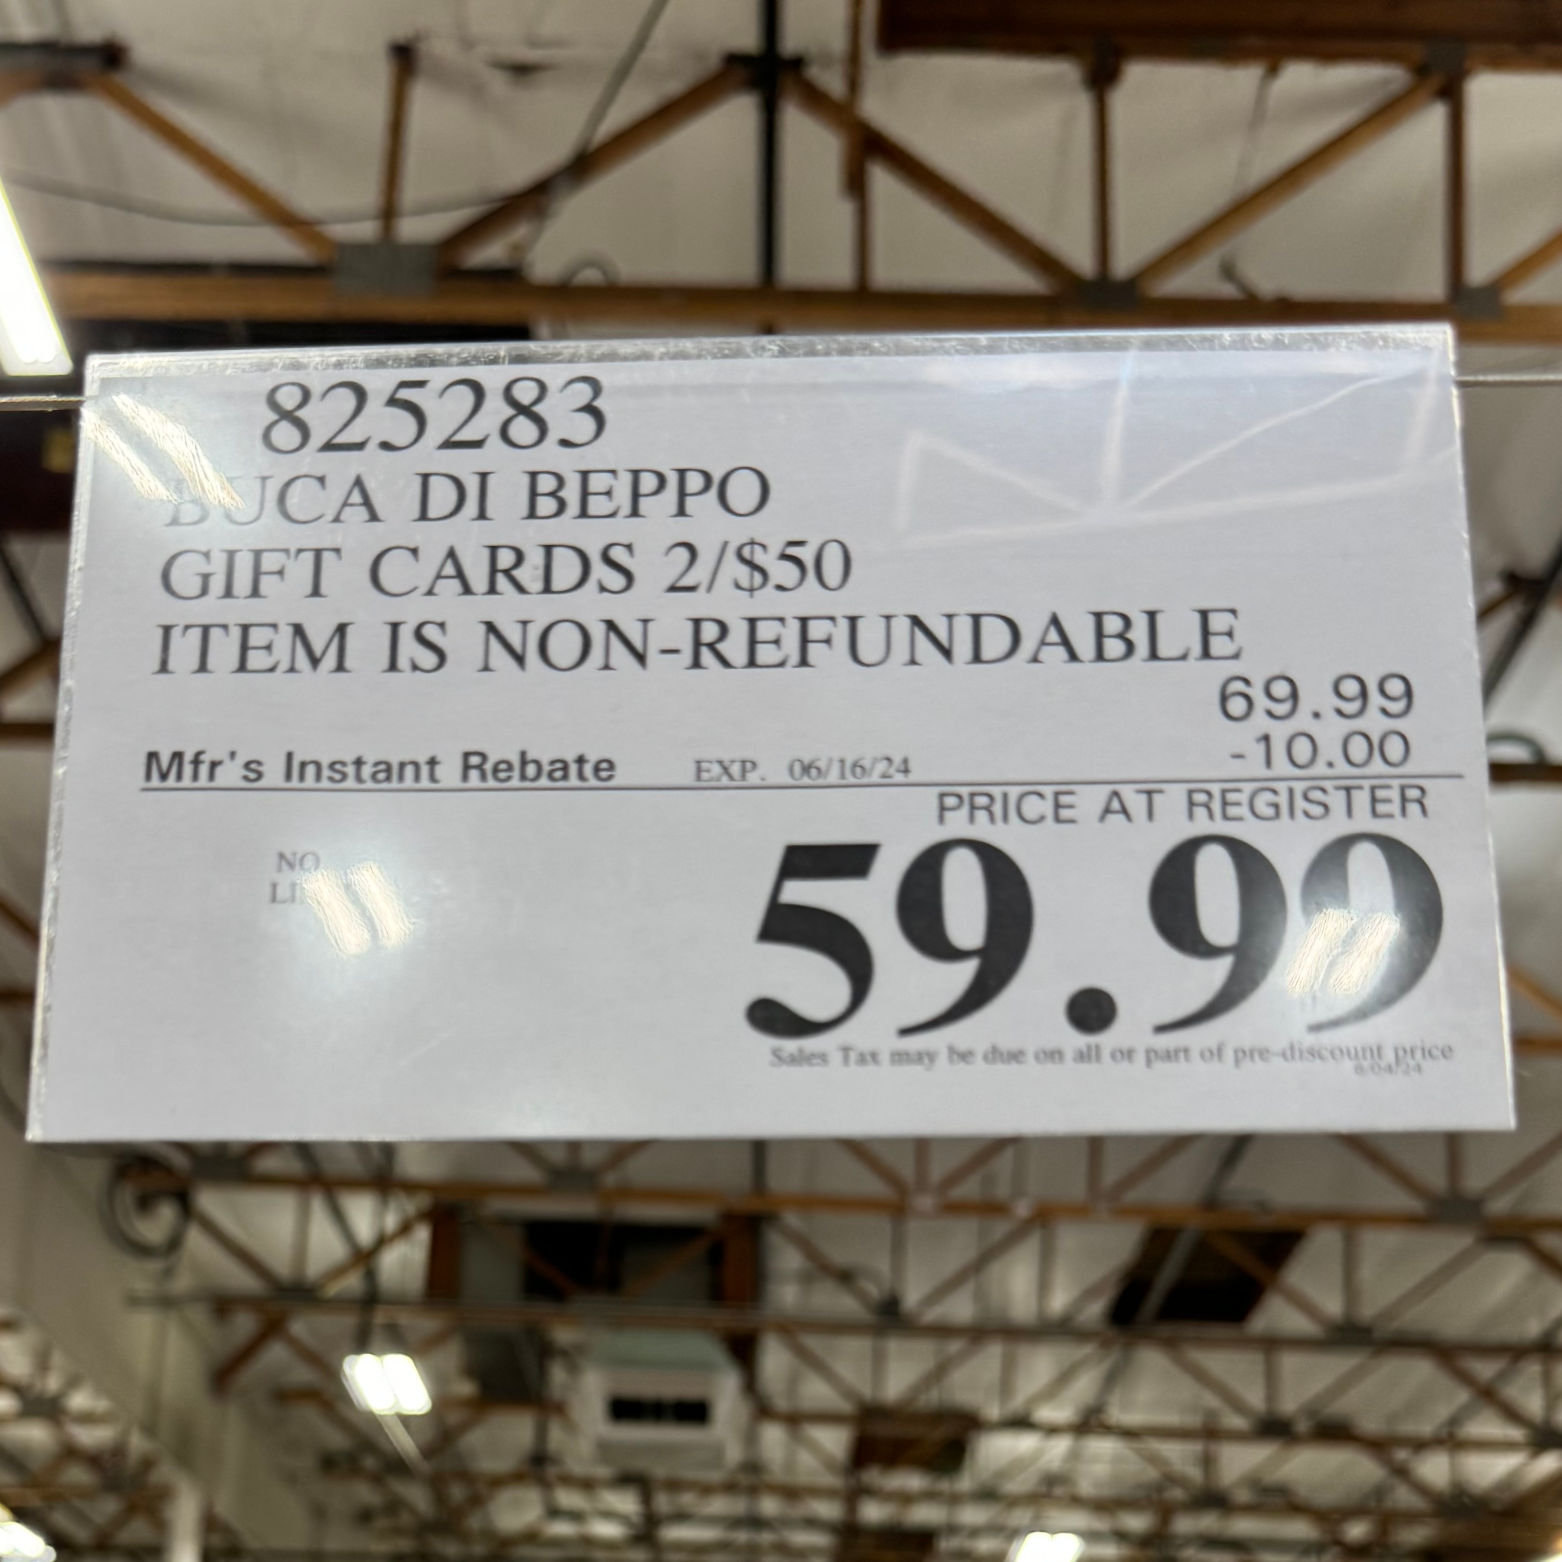 825283
BUCA DI BEPPO
GIFT CARDS 2/$50
ITEM IS NON-REFUNDABLE
69.99
Mfr's Instant Rebate EXP. 06/16/24 -10.00
PRICE AT REGISTER
NO
59.99
Sales Tax may be due on all or part of pre-discount price
6/04/24